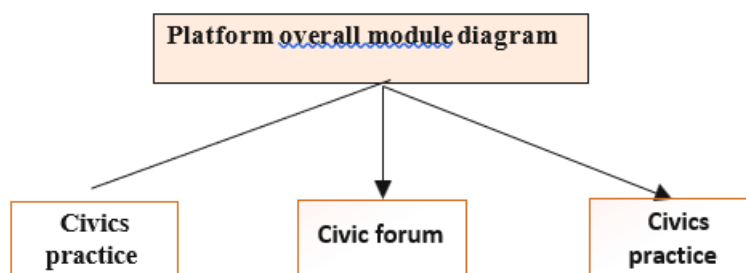 Platform overall module diagram
Civics
practice
Civic forum
Civics
practice